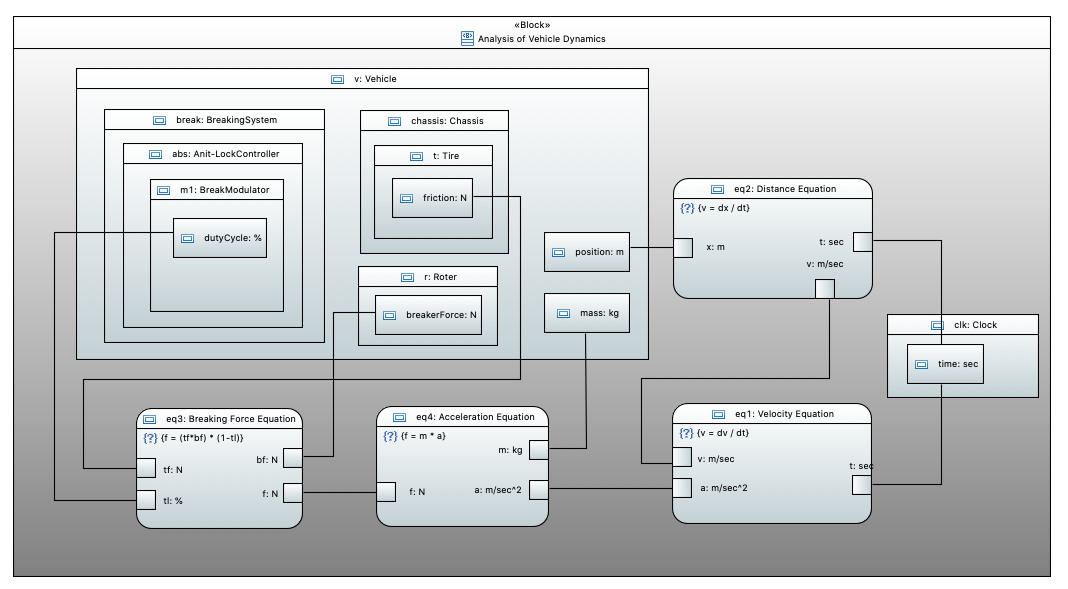 «Block»
Analysis of Vehicle Dynamics
v: Vehicle
break: BreakingSystem
abs: Anit-LockController
m1: BreakModulator
dutyCycle: %
chassis: Chassis
t: Tire
friction: N
r: Roter
breakerForce: N
position: m
mass: kg
eq2: Distance Equation
{?} {v = dx / dt}
x: m
t: sec
v: m/sec
clk: Clock
time: sec
eq3: Breaking Force Equation
{?} {f = (tf*bf) * (1-tl)}
bf: N
tf: N
f: N
tl: %
eq4: Acceleration Equation
{?} {f = m * a}
m: kg
f: N
a: m/sec^2
eq1: Velocity Equation
{?} {v = dv / dt}
v: m/sec
t: sec
a: m/sec^2